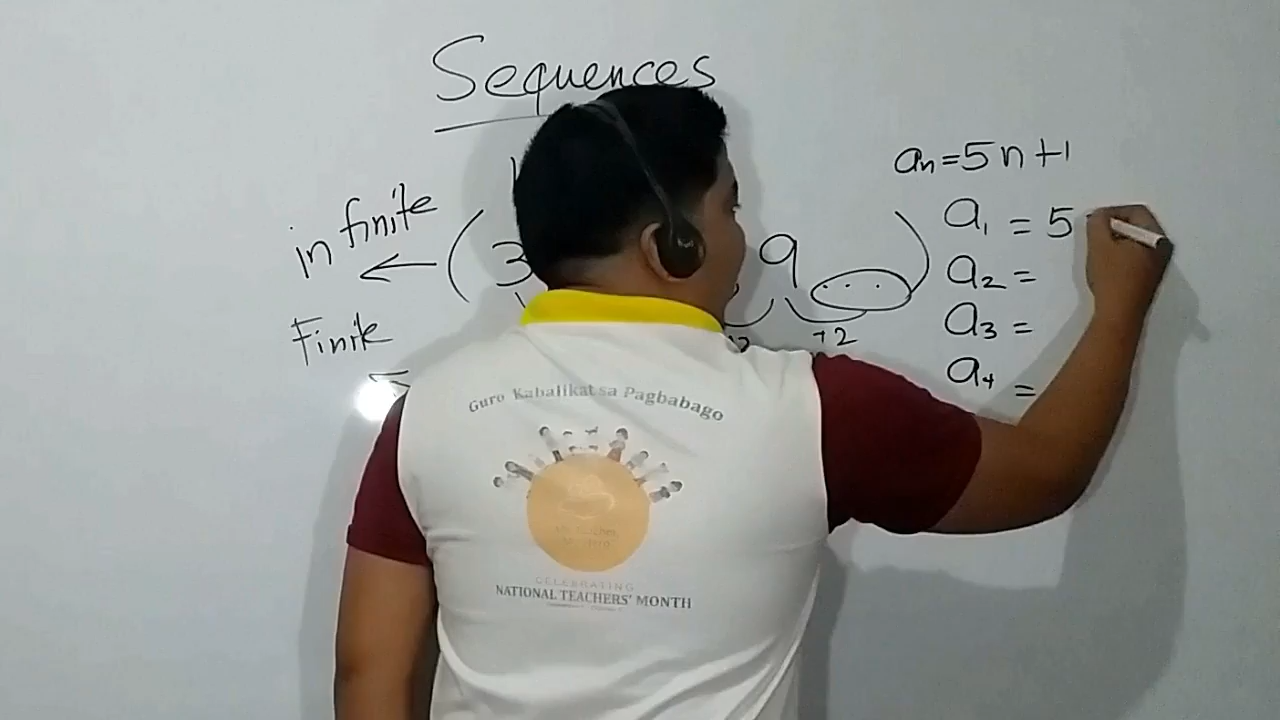 Sequences
aₙ=5n+1
infinite
(3
9 ...)
a₁ = 5
a₂ =
+2
a₃ =
Finite
a₄ =
Guro Kabalikat sa Pagbabago
CELEBRATING
NATIONAL TEACHERS' MONTH